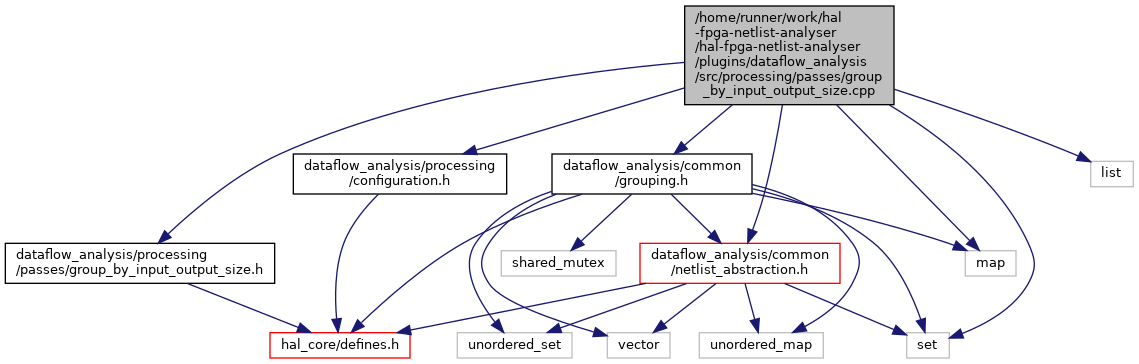 /home/runner/work/hal
-fpga-netlist-analyser
/hal-fpga-netlist-analyser
/plugins/dataflow_analysis
/src/processing/passes/group
_by_input_output_size.cpp
dataflow_analysis/processing
/configuration.h
dataflow_analysis/common
/grouping.h
list
dataflow_analysis/processing
/passes/group_by_input_output_size.h
shared_mutex
dataflow_analysis/common
/netlist_abstraction.h
map
hal_core/defines.h
unordered_set
vector
unordered_map
set